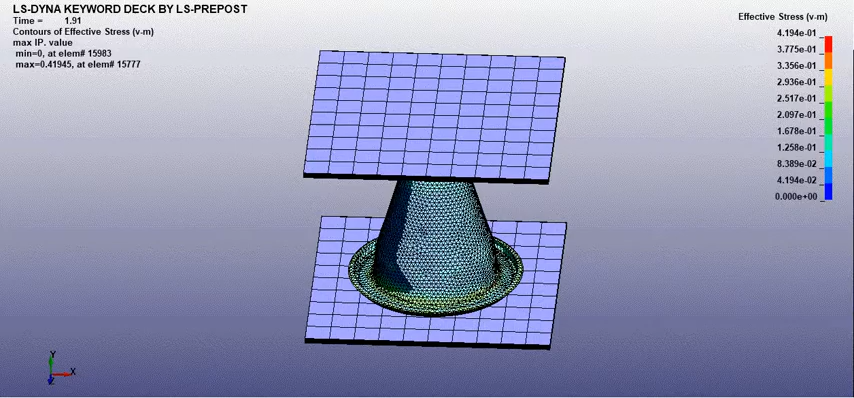 LS-DYNA KEYWORD DECK BY LS-PREPOST
Time = 1.91
Contours of Effective Stress (v-m)
max IP. value
min=0, at elem# 15983
max=0.41945, at elem# 15777
Effective Stress (v-m)
4.194e-01
3.775e-01
3.356e-01
2.936e-01
2.517e-01
2.097e-01
1.678e-01
1.258e-01
8.389e-02
4.194e-02
0.000e+00
Y
X
Z